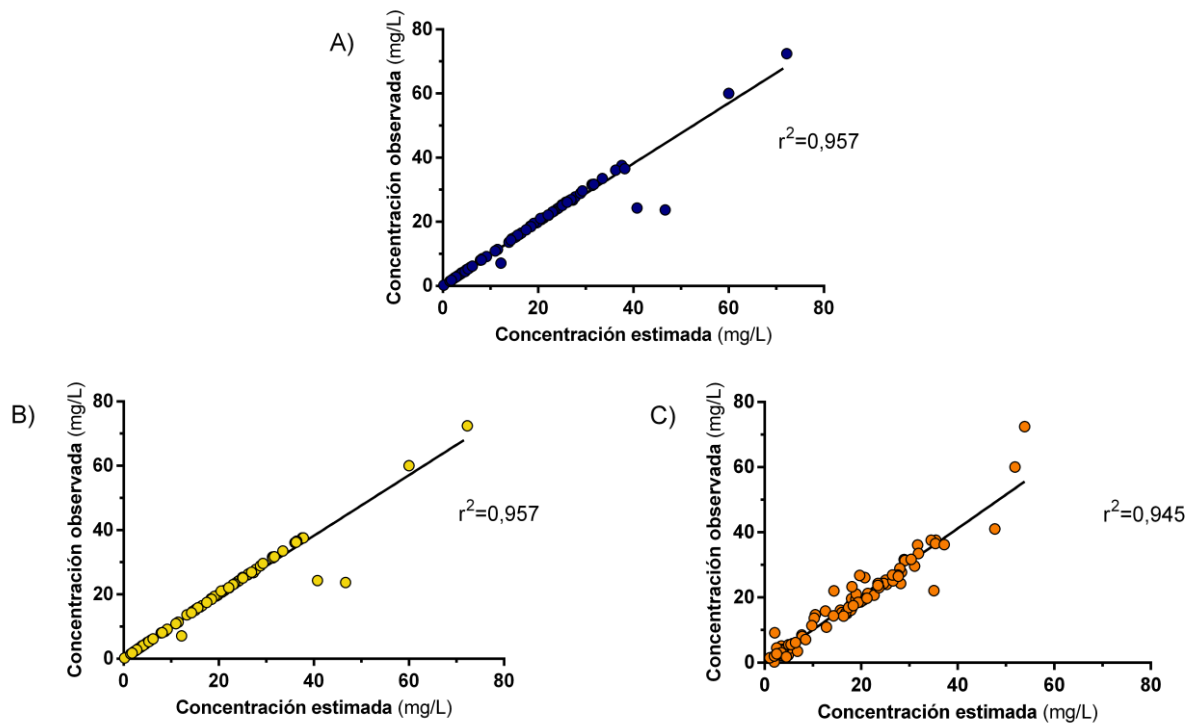 A)
Concentración observada (mg/L)
80
60
40
20
0
r²=0,957
0 20 40 60 80
Concentración estimada (mg/L)
B)
Concentración observada (mg/L)
80
60
40
20
0
r²=0,957
0 20 40 60 80
Concentración estimada (mg/L)
C)
Concentración observada (mg/L)
80
60
40
20
0
r²=0,945
0 20 40 60 80
Concentración estimada (mg/L)